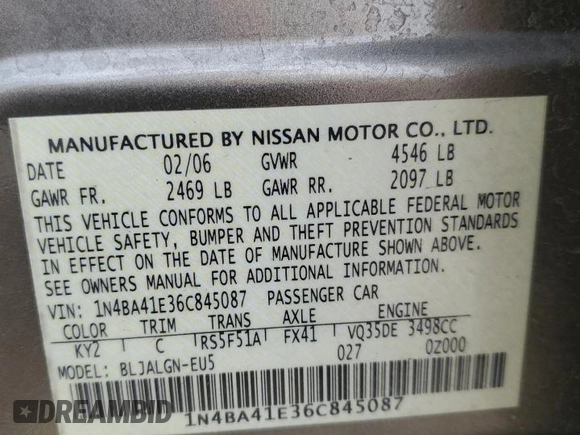 MANUFACTURED BY NISSAN MOTOR CO., LTD.
DATE 02/06 GVWR 4546 LB
GAWR FR. 2469 LB GAWR RR. 2097 LB
THIS VEHICLE CONFORMS TO ALL APPLICABLE FEDERAL MOTOR
VEHICLE SAFETY, BUMPER AND THEFT PREVENTION STANDARDS
IN EFFECT ON THE DATE OF MANUFACTURE SHOWN ABOVE.
SEE OWNERS MANUAL FOR ADDITIONAL INFORMATION.
VIN: 1N4BA41E36C845087 PASSENGER CAR
COLOR TRIM TRANS AXLE ENGINE
KY2 C RS5F51A FX41 VQ35DE 3498CC
MODEL: BLJALGN-EU5 027 0Z000
1N4BA41E36C845087
DREAMBID